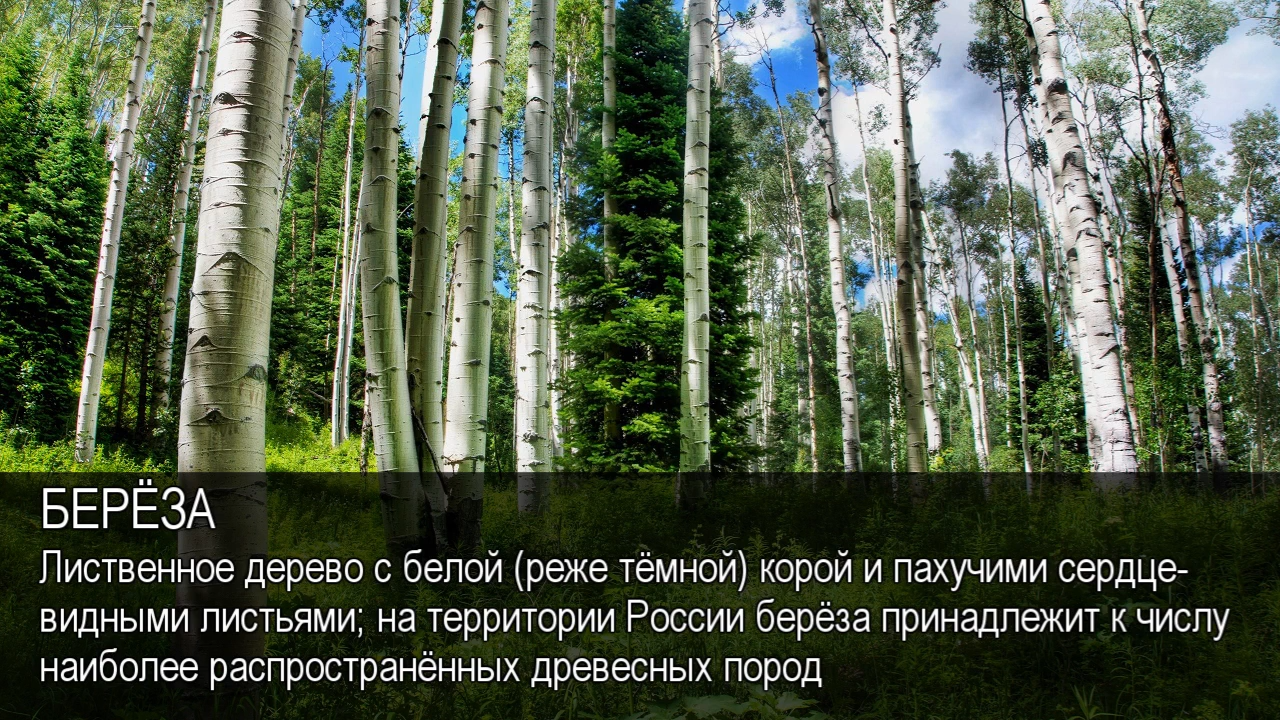 БЕРЁЗА
Лиственное дерево с белой (реже тёмной) корой и пахучими сердце-
видными листьями; на территории России берёза принадлежит к числу
наиболее распространённых древесных пород